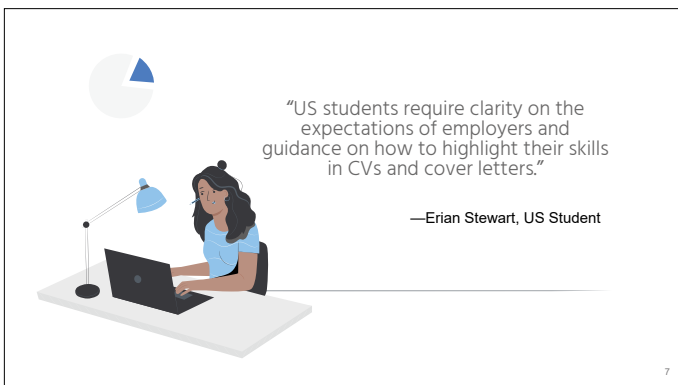 “US students require clarity on the
expectations of employers and
guidance on how to highlight their skills
in CVs and cover letters.”
—Erian Stewart, US Student
7